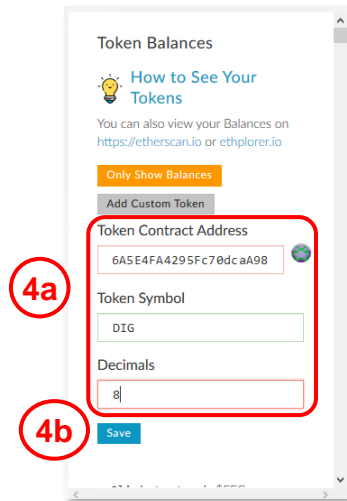 Token Balances
How to See Your
Tokens
You can also view your Balances on
https://etherscan.io or ethplorer.io
Only Show Balances
Add Custom Token
Token Contract Address
4a
6A5E4FA4295Fc70dcaA98
Token Symbol
DIG
Decimals
8
4b
Save